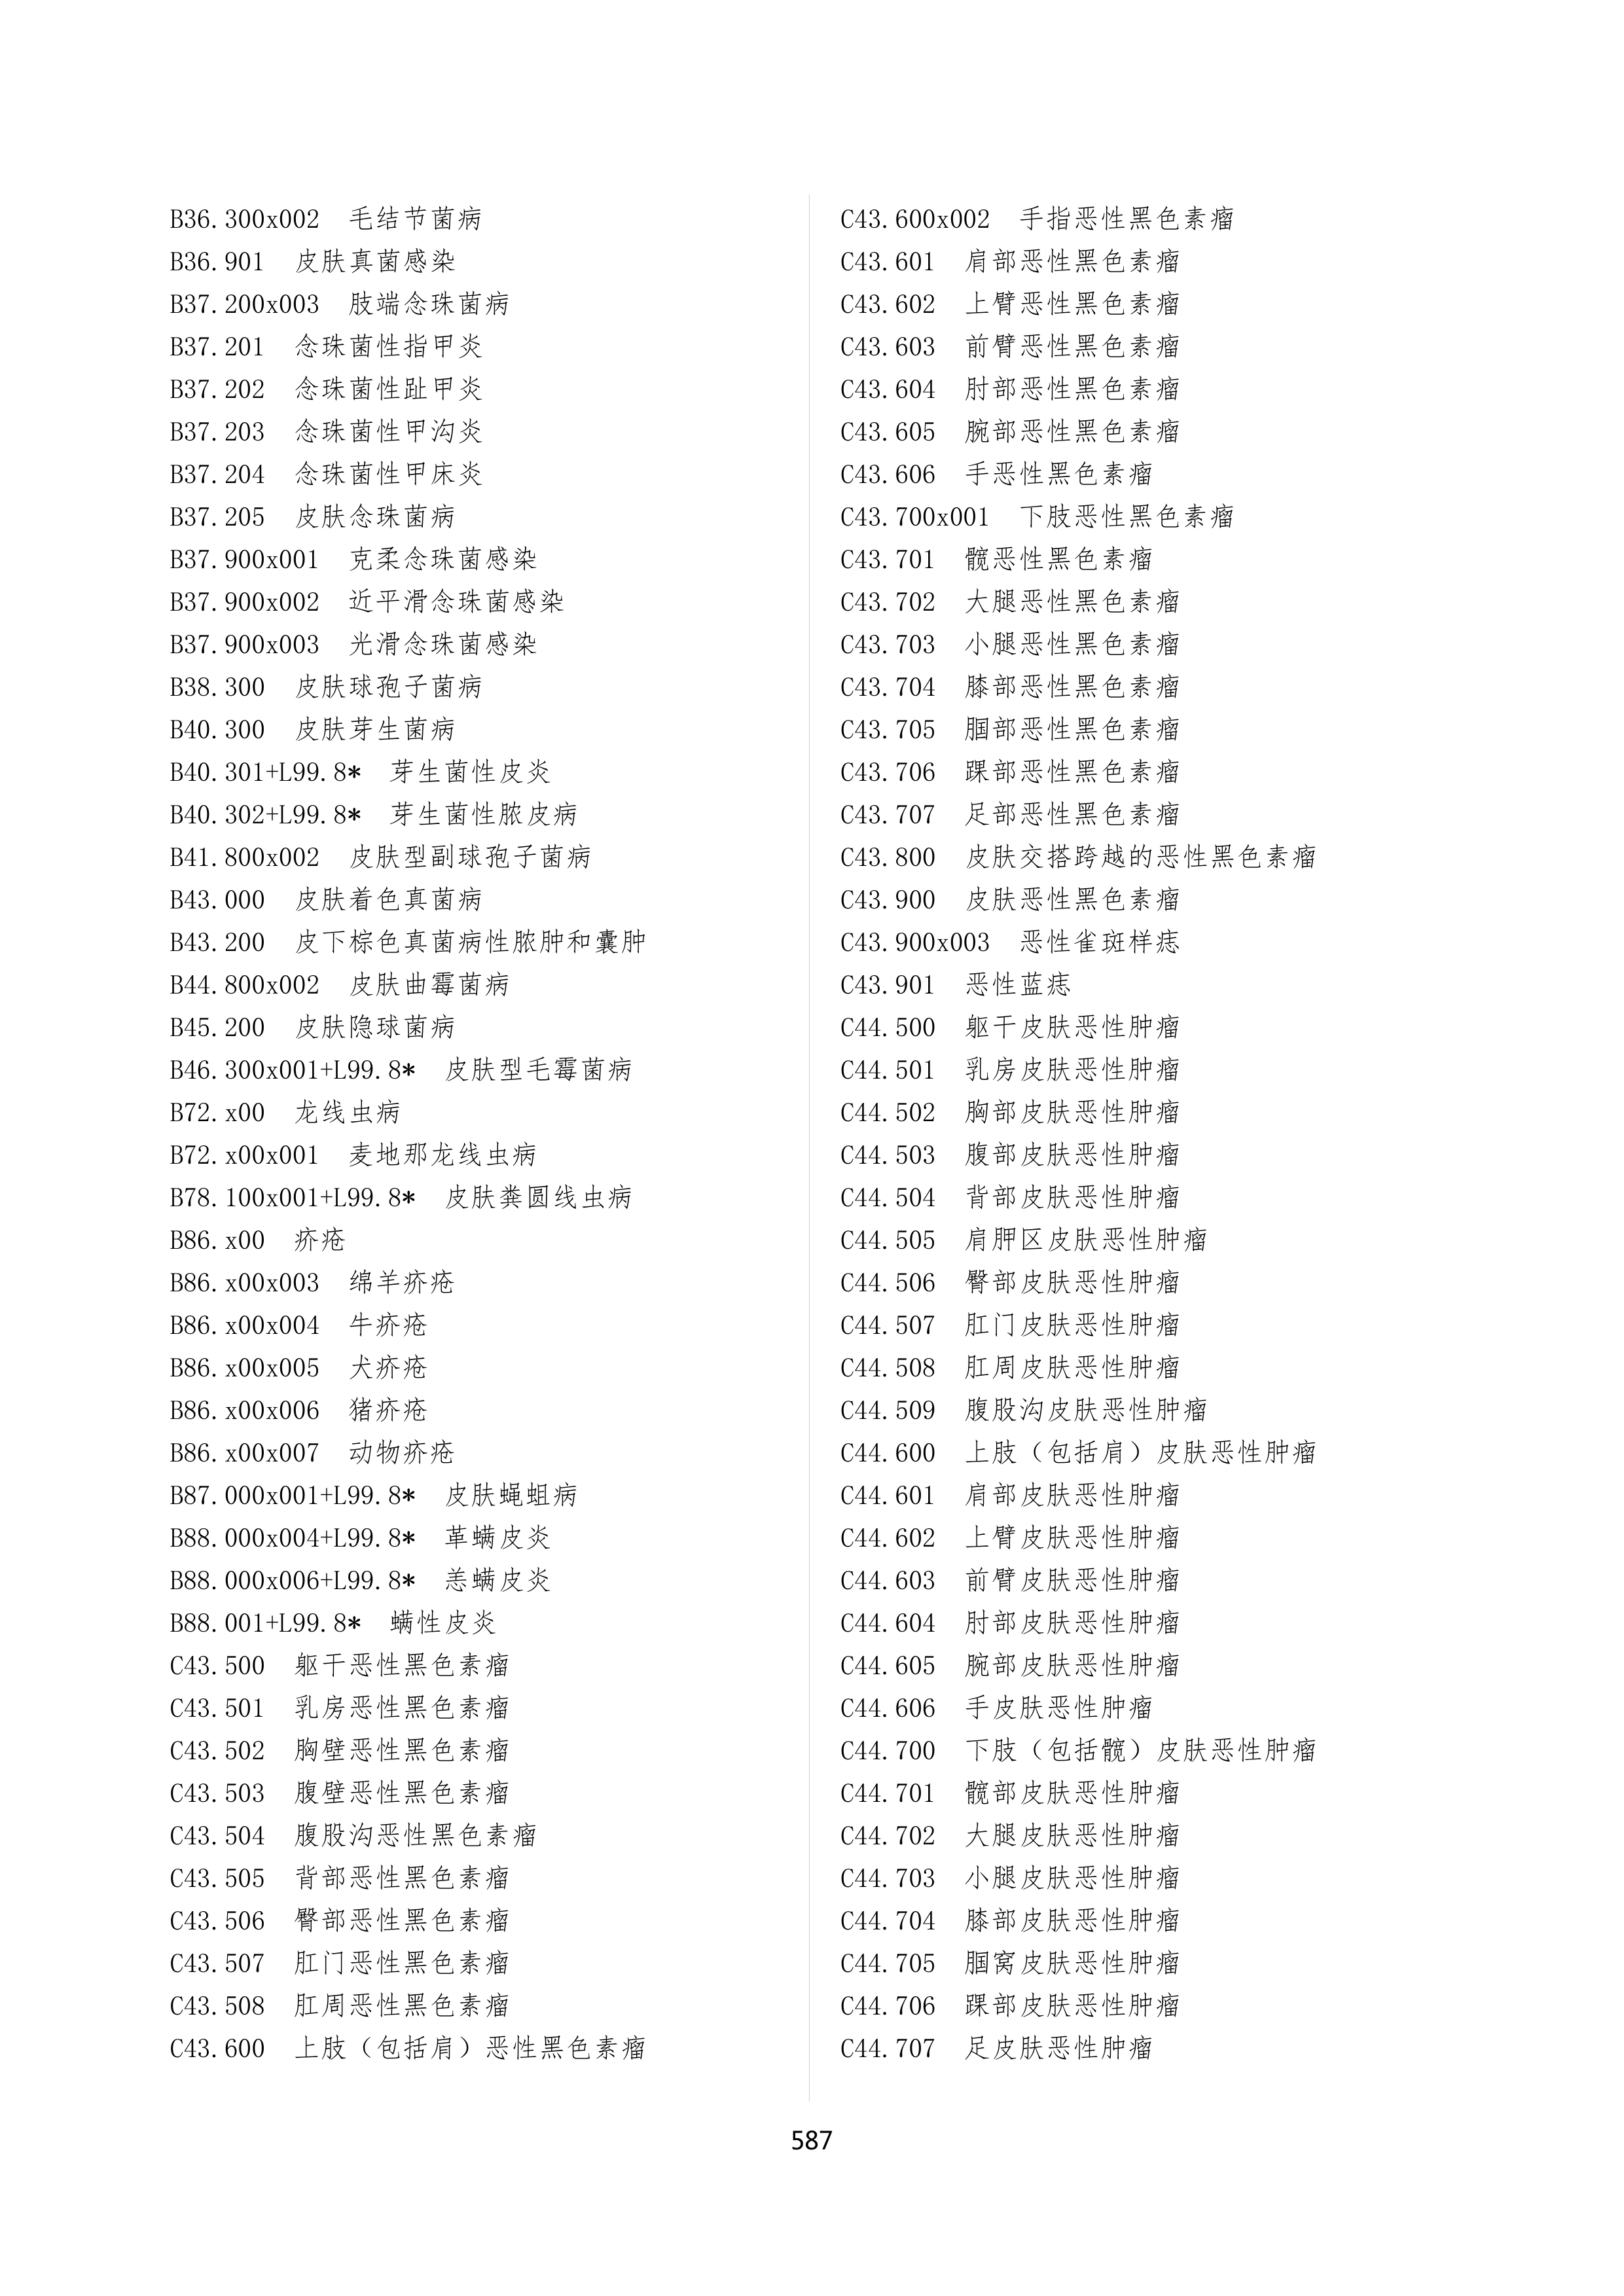 B36.300x002 毛结节菌病
B36.901 皮肤真菌感染
B37.200x003 肢端念珠菌病
B37.201 念珠菌性指甲炎
B37.202 念珠菌性趾甲炎
B37.203 念珠菌性甲沟炎
B37.204 念珠菌性甲床炎
B37.205 皮肤念珠菌病
B37.900x001 克柔念珠菌感染
B37.900x002 近平滑念珠菌感染
B37.900x003 光滑念珠菌感染
B38.300 皮肤球孢子菌病
B40.300 皮肤芽生菌病
B40.301+L99.8* 芽生菌性皮炎
B40.302+L99.8* 芽生菌性脓皮病
B41.800x002 皮肤型副球孢子菌病
B43.000 皮肤着色真菌病
B43.200 皮下棕色真菌病性脓肿和囊肿
B44.800x002 皮肤曲霉菌病
B45.200 皮肤隐球菌病
B46.300x001+L99.8* 皮肤型毛霉菌病
B72.x00 龙线虫病
B72.x00x001 麦地那龙线虫病
B78.100x001+L99.8* 皮肤粪圆线虫病
B86.x00 疥疮
B86.x00x003 绵羊疥疮
B86.x00x004 牛疥疮
B86.x00x005 犬疥疮
B86.x00x006 猪疥疮
B86.x00x007 动物疥疮
B87.000x001+L99.8* 皮肤蝇蛆病
B88.000x004+L99.8* 革螨皮炎
B88.000x006+L99.8* 恙螨皮炎
B88.001+L99.8* 螨性皮炎
C43.500 躯干恶性黑色素瘤
C43.501 乳房恶性黑色素瘤
C43.502 胸壁恶性黑色素瘤
C43.503 腹壁恶性黑色素瘤
C43.504 腹股沟恶性黑色素瘤
C43.505 背部恶性黑色素瘤
C43.506 臀部恶性黑色素瘤
C43.507 肛门恶性黑色素瘤
C43.508 肛周恶性黑色素瘤
C43.600 上肢（包括肩）恶性黑色素瘤
C43.600x002 手指恶性黑色素瘤
C43.601 肩部恶性黑色素瘤
C43.602 上臂恶性黑色素瘤
C43.603 前臂恶性黑色素瘤
C43.604 肘部恶性黑色素瘤
C43.605 腕部恶性黑色素瘤
C43.606 手恶性黑色素瘤
C43.700x001 下肢恶性黑色素瘤
C43.701 髋恶性黑色素瘤
C43.702 大腿恶性黑色素瘤
C43.703 小腿恶性黑色素瘤
C43.704 膝部恶性黑色素瘤
C43.705 腘部恶性黑色素瘤
C43.706 踝部恶性黑色素瘤
C43.707 足部恶性黑色素瘤
C43.800 皮肤交搭跨越的恶性黑色素瘤
C43.900 皮肤恶性黑色素瘤
C43.900x003 恶性雀斑样痣
C43.901 恶性蓝痣
C44.500 躯干皮肤恶性肿瘤
C44.501 乳房皮肤恶性肿瘤
C44.502 胸部皮肤恶性肿瘤
C44.503 腹部皮肤恶性肿瘤
C44.504 背部皮肤恶性肿瘤
C44.505 肩胛区皮肤恶性肿瘤
C44.506 臀部皮肤恶性肿瘤
C44.507 肛门皮肤恶性肿瘤
C44.508 肛周皮肤恶性肿瘤
C44.509 腹股沟皮肤恶性肿瘤
C44.600 上肢（包括肩）皮肤恶性肿瘤
C44.601 肩部皮肤恶性肿瘤
C44.602 上臂皮肤恶性肿瘤
C44.603 前臂皮肤恶性肿瘤
C44.604 肘部皮肤恶性肿瘤
C44.605 腕部皮肤恶性肿瘤
C44.606 手皮肤恶性肿瘤
C44.700 下肢（包括髋）皮肤恶性肿瘤
C44.701 髋部皮肤恶性肿瘤
C44.702 大腿皮肤恶性肿瘤
C44.703 小腿皮肤恶性肿瘤
C44.704 膝部皮肤恶性肿瘤
C44.705 腘窝皮肤恶性肿瘤
C44.706 踝部皮肤恶性肿瘤
C44.707 足皮肤恶性肿瘤
587